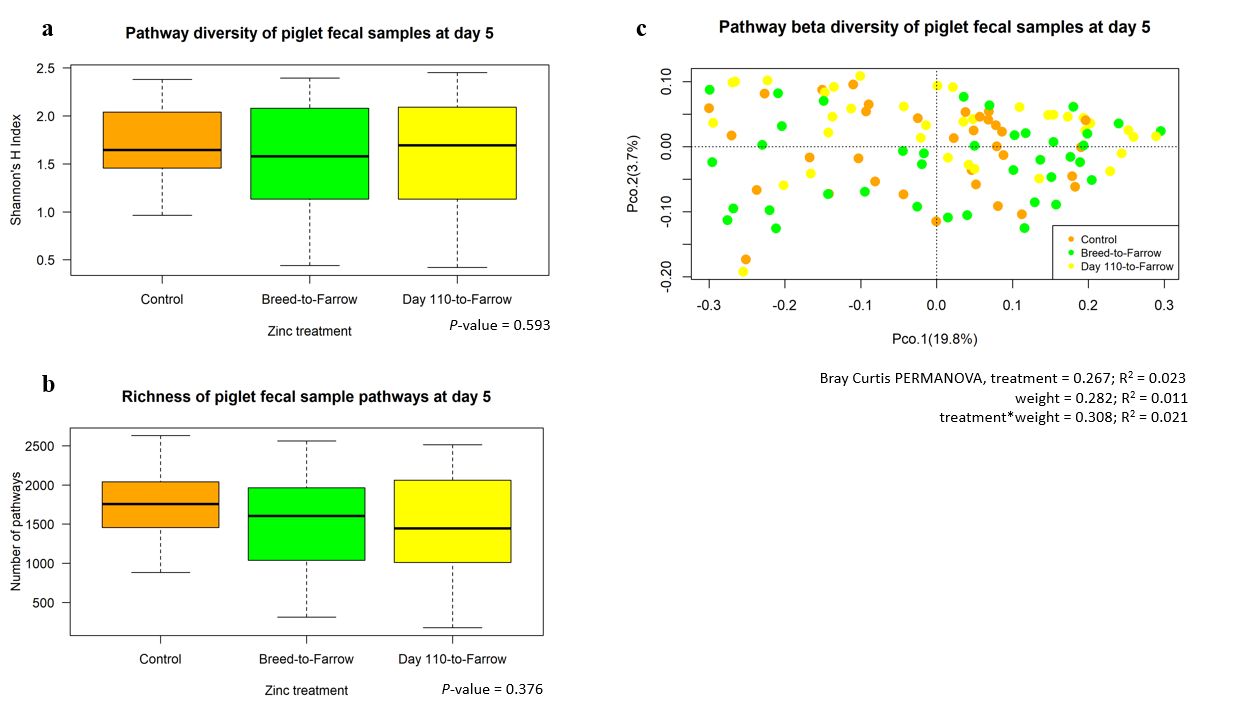 a
Pathway diversity of piglet fecal samples at day 5
Shannon's H Index
2.5
2.0
1.5
1.0
0.5
Control
Breed-to-Farrow
Day 110-to-Farrow
Zinc treatment
P-value = 0.593
b
Richness of piglet fecal sample pathways at day 5
Number of pathways
2500
2000
1500
1000
500
Control
Breed-to-Farrow
Day 110-to-Farrow
Zinc treatment
P-value = 0.376
c
Pathway beta diversity of piglet fecal samples at day 5
Pco.2(3.7%)
0.10
0.00
-0.10
-0.20
Control
Breed-to-Farrow
Day 110-to-Farrow
-0.3
-0.2
-0.1
0.0
0.1
0.2
0.3
Pco.1(19.8%)
Bray Curtis PERMANOVA, treatment = 0.267; R² = 0.023
weight = 0.282; R² = 0.011
treatment*weight = 0.308; R² = 0.021